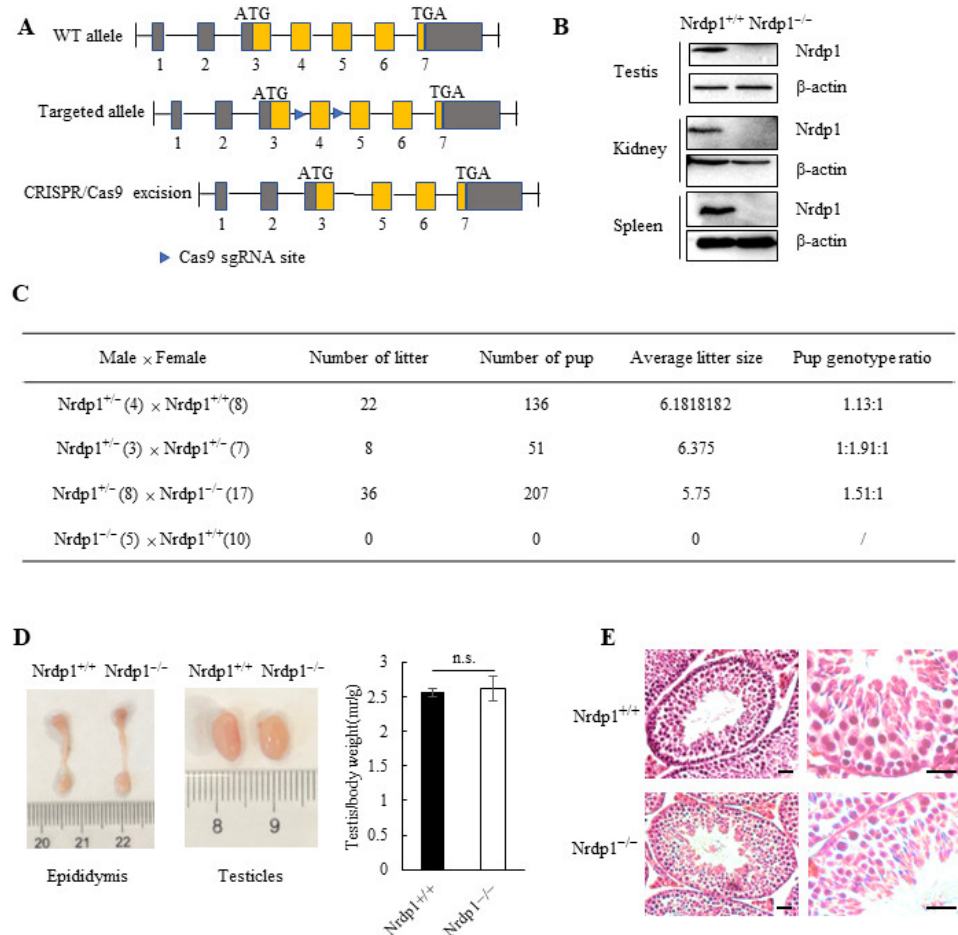 A
WT allele
ATG
TGA
1 2 3 4 5 6 7
Targeted allele
ATG
TGA
1 2 3 4 5 6 7
CRISPR/Cas9 excision
ATG
TGA
1 2 3 5 6 7
Cas9 sgRNA site
B
Nrdp1+/+ Nrdp1−/−
Testis
Nrdp1
β-actin
Kidney
Nrdp1
β-actin
Spleen
Nrdp1
β-actin
C
Male × Female Number of litter Number of pup Average litter size Pup genotype ratio
Nrdp1+/− (4) × Nrdp1+/+(8) 22 136 6.1818182 1.13:1
Nrdp1+/− (3) × Nrdp1+/− (7) 8 51 6.375 1:1.91:1
Nrdp1+/− (8) × Nrdp1−/− (17) 36 207 5.75 1.51:1
Nrdp1−/− (5) × Nrdp1+/+(10) 0 0 0 /
D
Nrdp1+/+ Nrdp1−/−
20 21 22
Epididymis
Nrdp1+/+ Nrdp1−/−
8 9
Testicles
Testis/body weight(mr/g)
3
2.5
2
1.5
1
0.5
0
n.s.
Nrdp1+/+
Nrdp1−/−
E
Nrdp1+/+
Nrdp1−/−